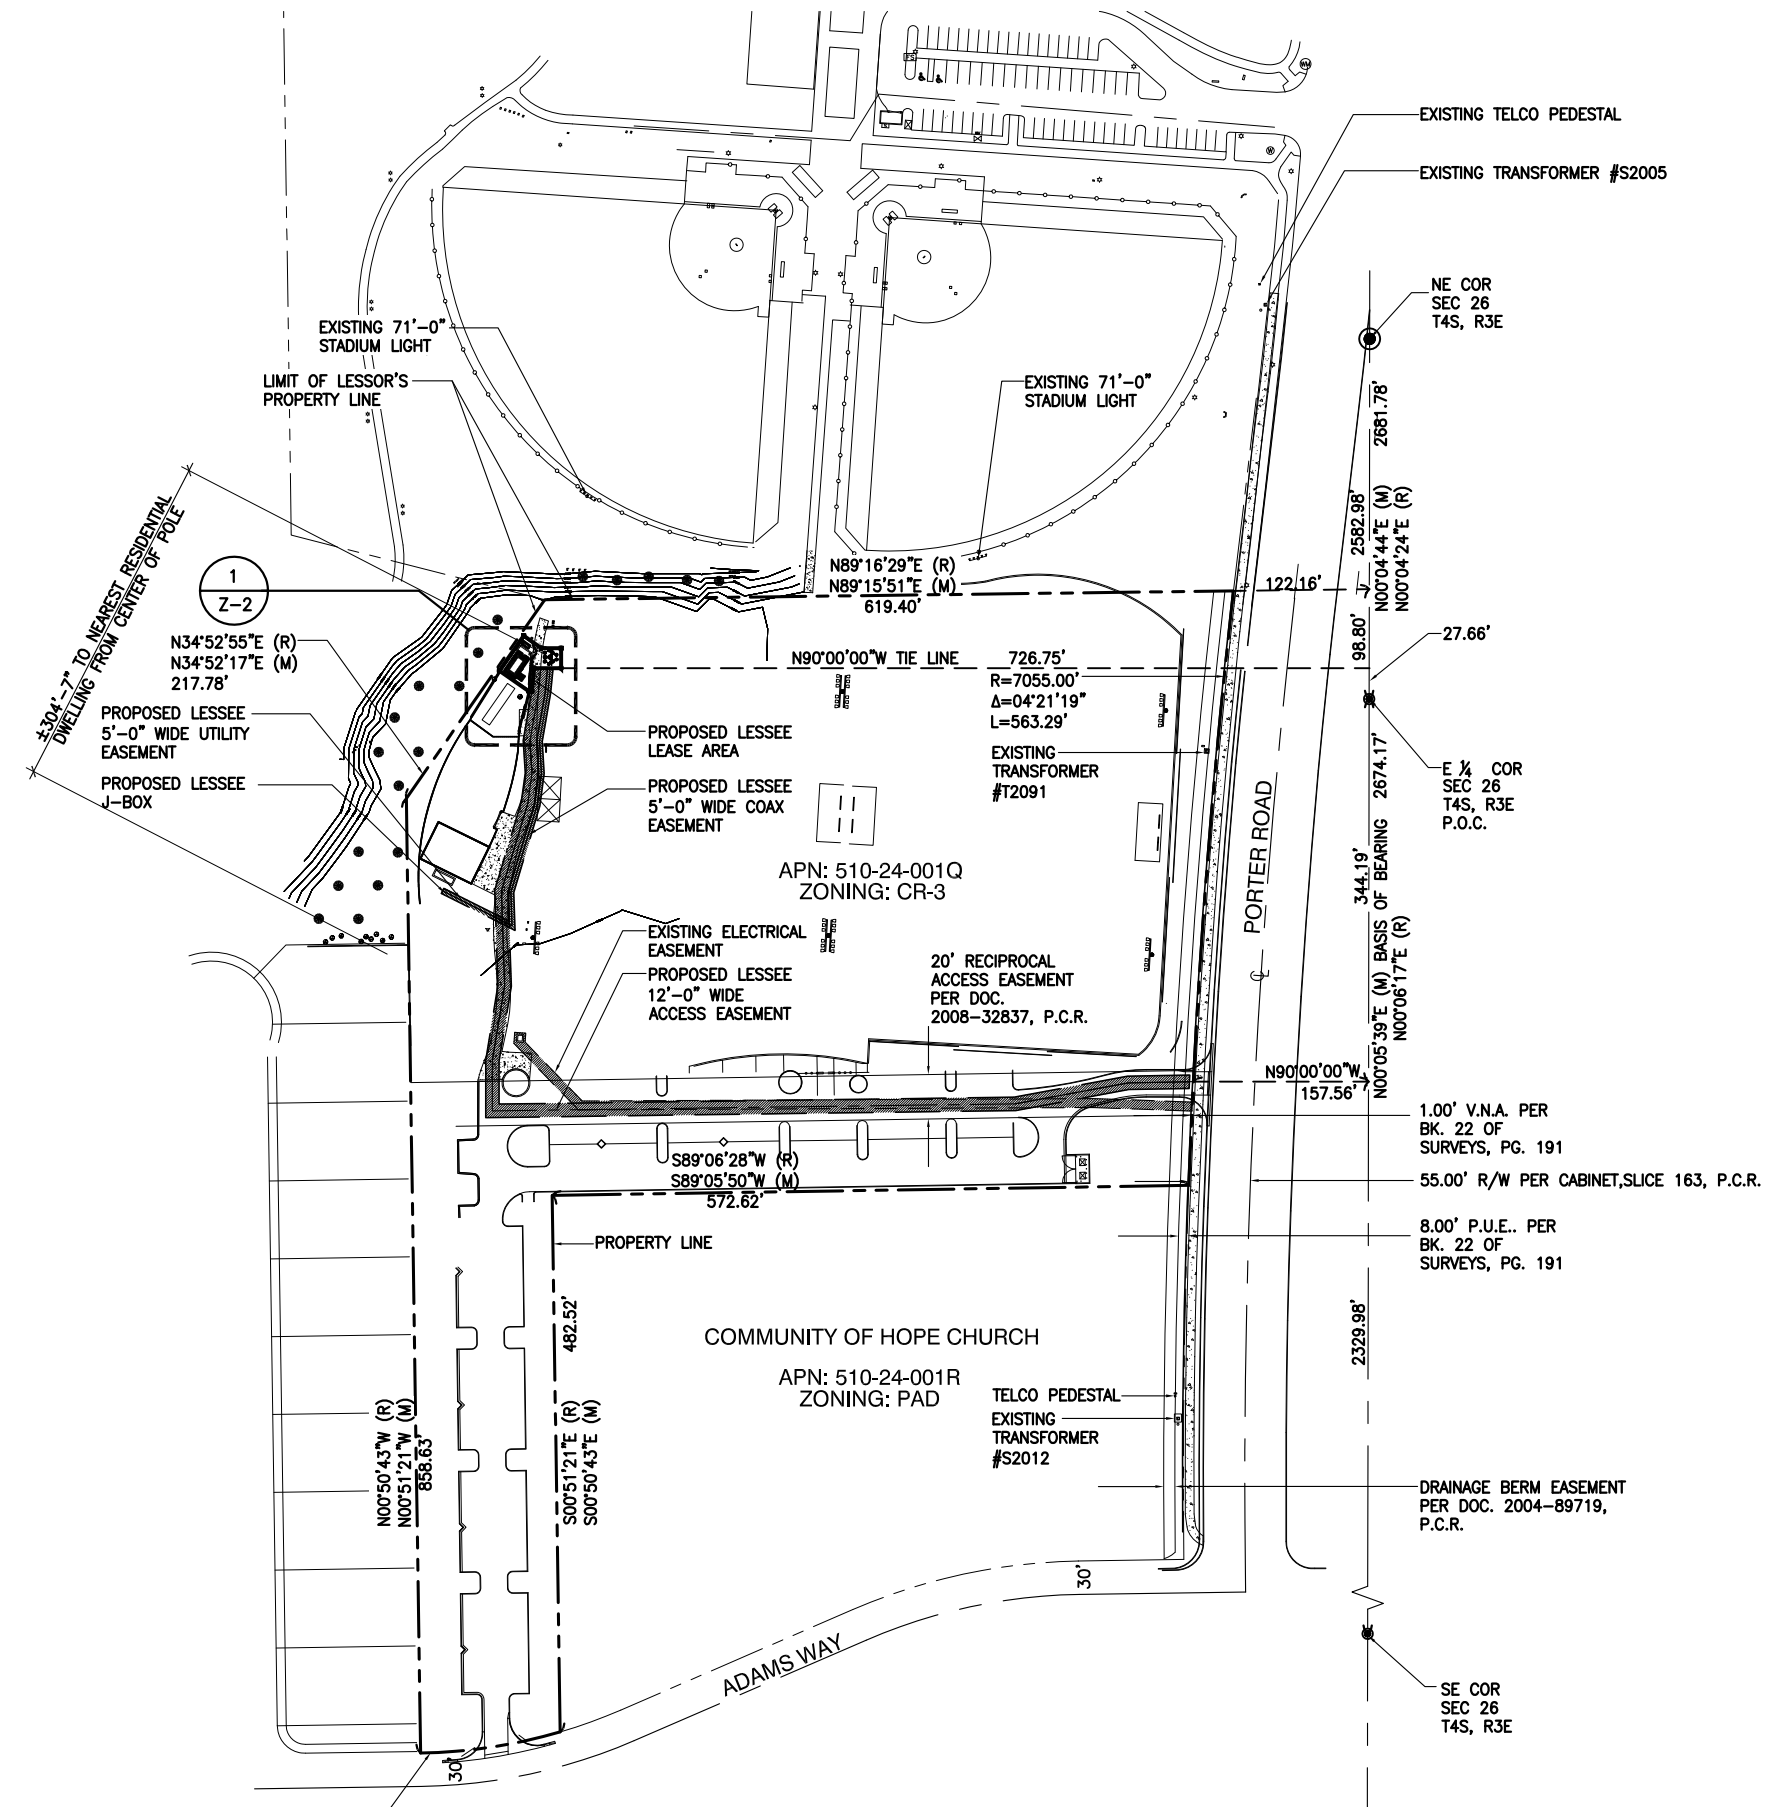 EXISTING TELCO PEDESTAL
EXISTING TRANSFORMER #S2005
NE COR
SEC 26
T4S, R3E
EXISTING 71'-0"
STADIUM LIGHT
LIMIT OF LESSOR'S
PROPERTY LINE
EXISTING 71'-0"
STADIUM LIGHT
2681.78'
2582.98'
N00°04'44"E (M)
N00°04'24"E (R)
±304'-7" TO NEAREST RESIDENTIAL
DWELLING FROM CENTER OF POLE
1
Z-2
N89°16'29"E (R)
N89°15'51"E (M)
619.40'
122.16'
98.80'
27.66'
N34°52'55"E (R)
N34°52'17"E (M)
217.78'
N90°00'00"W TIE LINE
726.75'
R=7055.00'
Δ=04°21'19"
L=563.29'
PROPOSED LESSEE
5'-0" WIDE UTILITY
EASEMENT
PROPOSED LESSEE
J-BOX
PROPOSED LESSEE
LEASE AREA
PROPOSED LESSEE
5'-0" WIDE COAX
EASEMENT
EXISTING
TRANSFORMER
#T2091
E ¼ COR
SEC 26
T4S, R3E
P.O.C.
PORTER ROAD
2674.17'
344.19'
N00°05'39"E (M) BASIS OF BEARING
N00°06'17"E (R)
APN: 510-24-001Q
ZONING: CR-3
EXISTING ELECTRICAL
EASEMENT
PROPOSED LESSEE
12'-0" WIDE
ACCESS EASEMENT
20' RECIPROCAL
ACCESS EASEMENT
PER DOC.
2008-32837, P.C.R.
N90°00'00"W
157.56'
1.00' V.N.A. PER
BK. 22 OF
SURVEYS, PG. 191
S89°06'28"W (R)
S89°05'50"W (M)
572.62'
55.00' R/W PER CABINET,SLICE 163, P.C.R.
8.00' P.U.E.. PER
BK. 22 OF
SURVEYS, PG. 191
PROPERTY LINE
482.52'
2329.98'
COMMUNITY OF HOPE CHURCH
APN: 510-24-001R
ZONING: PAD
TELCO PEDESTAL
EXISTING
TRANSFORMER
#S2012
N00°50'43"W (R)
N00°51'21"W (M)
858.63'
S00°51'21"E (R)
S00°50'43"E (M)
DRAINAGE BERM EASEMENT
PER DOC. 2004-89719,
P.C.R.
30'
ADAMS WAY
30'
SE COR
SEC 26
T4S, R3E